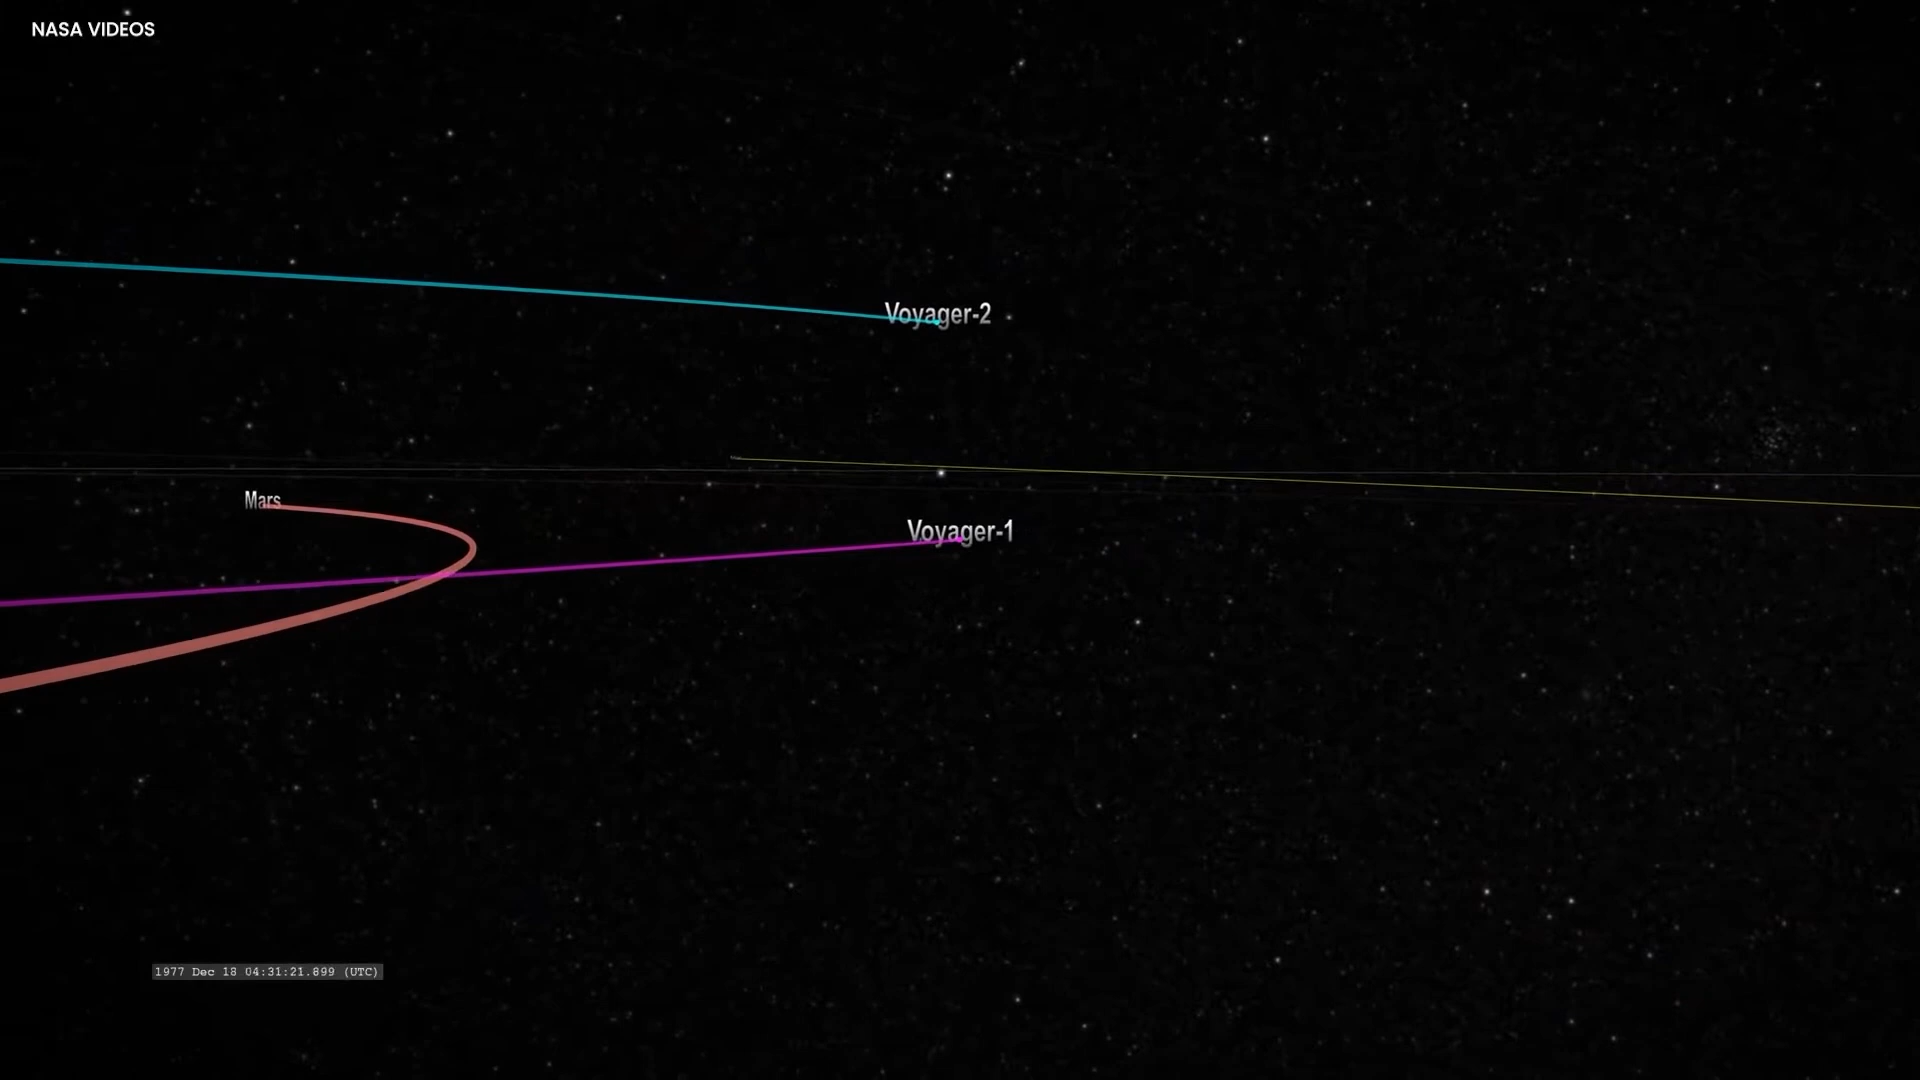 NASA VIDEOS
Voyager-2
Mars
Voyager-1
1977 Dec 18 04:31:21.899 (UTC)